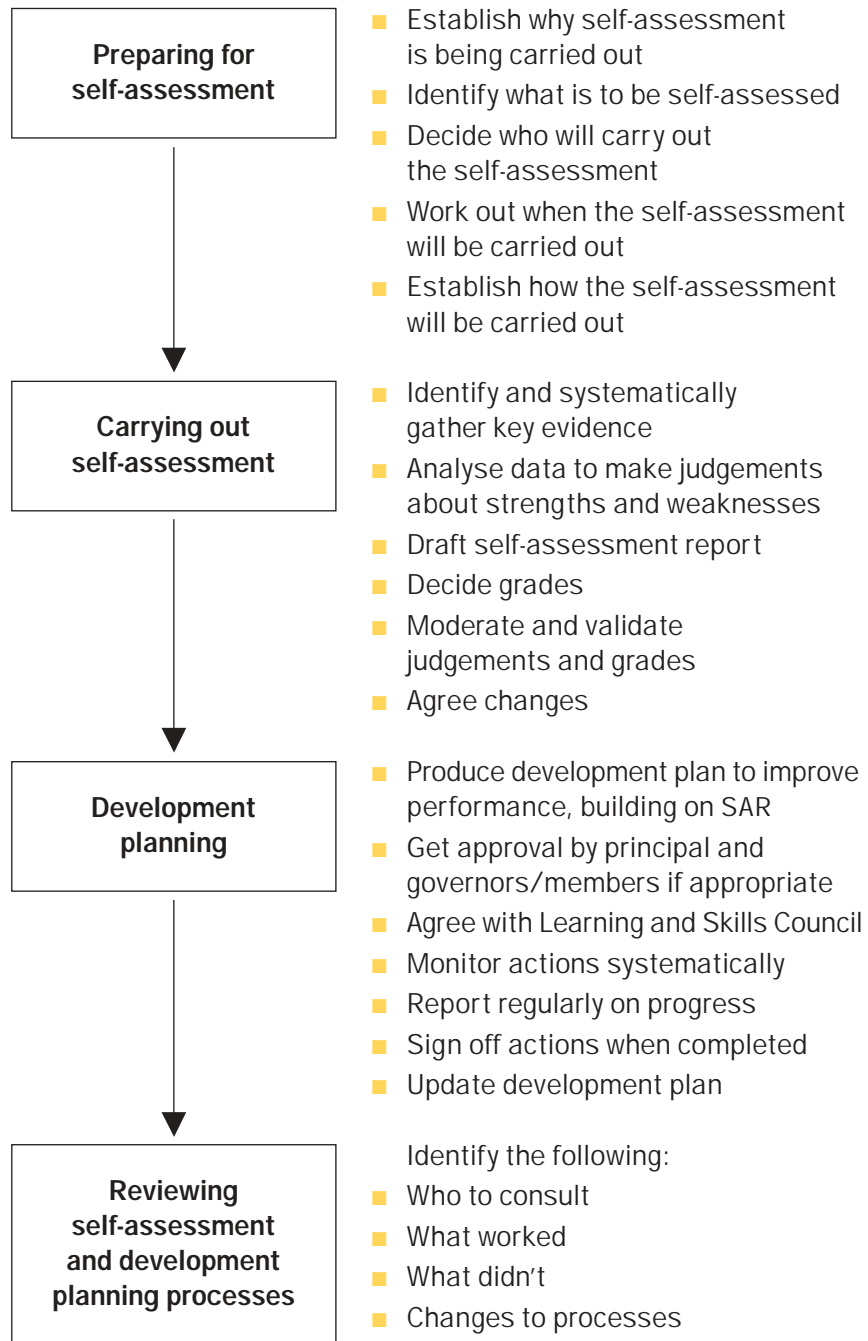 Preparing for
self-assessment
■ Establish why self-assessment
is being carried out
■ Identify what is to be self-assessed
■ Decide who will carry out
the self-assessment
■ Work out when the self-assessment
will be carried out
■ Establish how the self-assessment
will be carried out
Carrying out
self-assessment
■ Identify and systematically
gather key evidence
■ Analyse data to make judgements
about strengths and weaknesses
■ Draft self-assessment report
■ Decide grades
■ Moderate and validate
judgements and grades
■ Agree changes
Development
planning
■ Produce development plan to improve
performance, building on SAR
■ Get approval by principal and
governors/members if appropriate
■ Agree with Learning and Skills Council
■ Monitor actions systematically
■ Report regularly on progress
■ Sign off actions when completed
■ Update development plan
Reviewing
self-assessment
and development
planning processes
Identify the following:
■ Who to consult
■ What worked
■ What didn't
■ Changes to processes